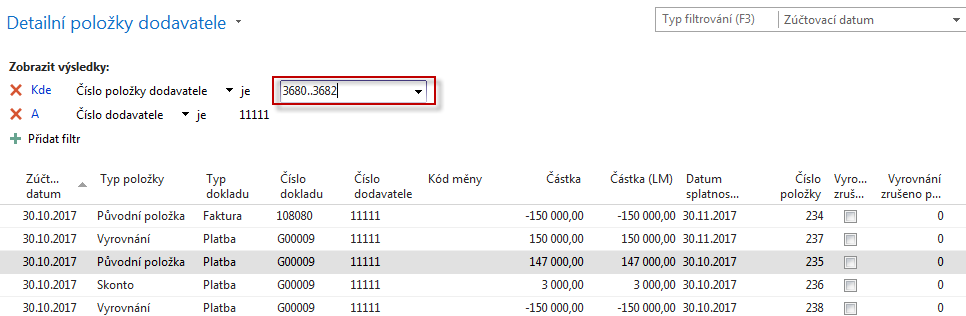 Detailní položky dodavatele
Typ filtrování (F3) Zúčtovací datum
Zobrazit výsledky:
Kde Číslo položky dodavatele je 3680..3682
A Číslo dodavatele je 11111
Přidat filtr
Zúčt... datum Typ položky Typ dokladu Číslo dokladu Číslo dodavatele Kód měny Částka Částka (LM) Datum splatnos... Číslo položky Vyro... zruš... Vyrovnání zrušeno p...
30.10.2017 Původní položka Faktura 108080 11111 -150 000,00 -150 000,00 30.11.2017 234 0
30.10.2017 Vyrovnání Platba G00009 11111 150 000,00 150 000,00 30.11.2017 237 0
30.10.2017 Původní položka Platba G00009 11111 147 000,00 147 000,00 30.10.2017 235 0
30.10.2017 Skonto Platba G00009 11111 3 000,00 3 000,00 30.10.2017 236 0
30.10.2017 Vyrovnání Platba G00009 11111 -150 000,00 -150 000,00 30.10.2017 238 0